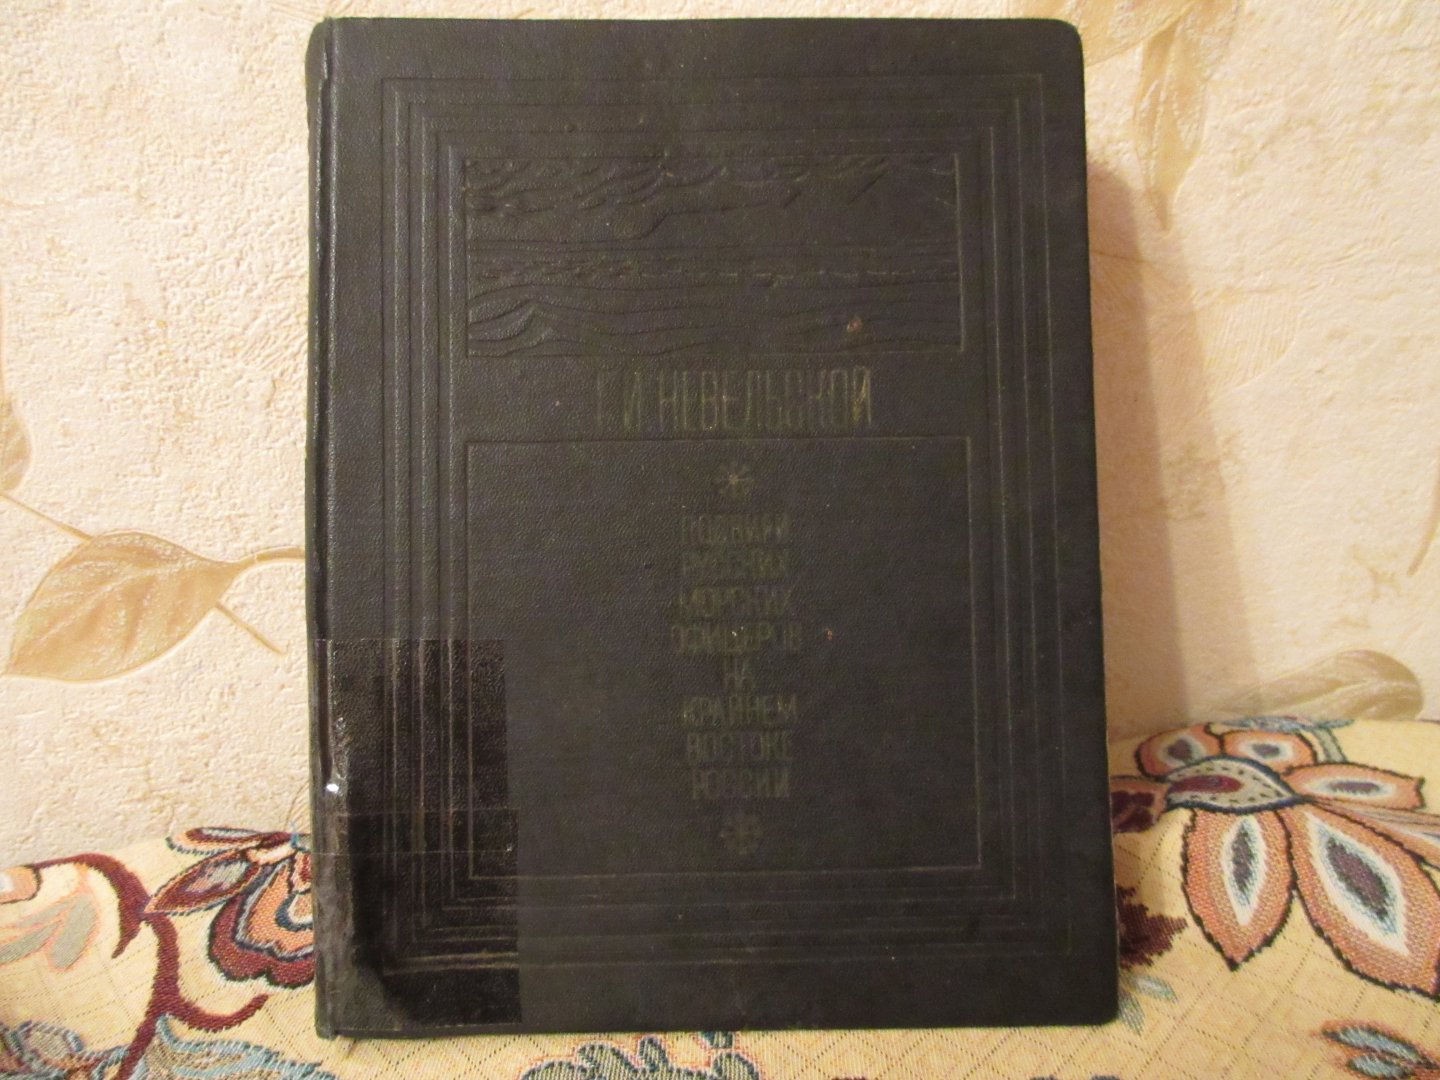 Г.И.НЕВЕЛЬСКОЙ
ПОДВИГИ
РУССКИХ
МОРСКИХ
ОФИЦЕРОВ
НА
КРАЙНЕМ
ВОСТОКЕ
РОССИИ